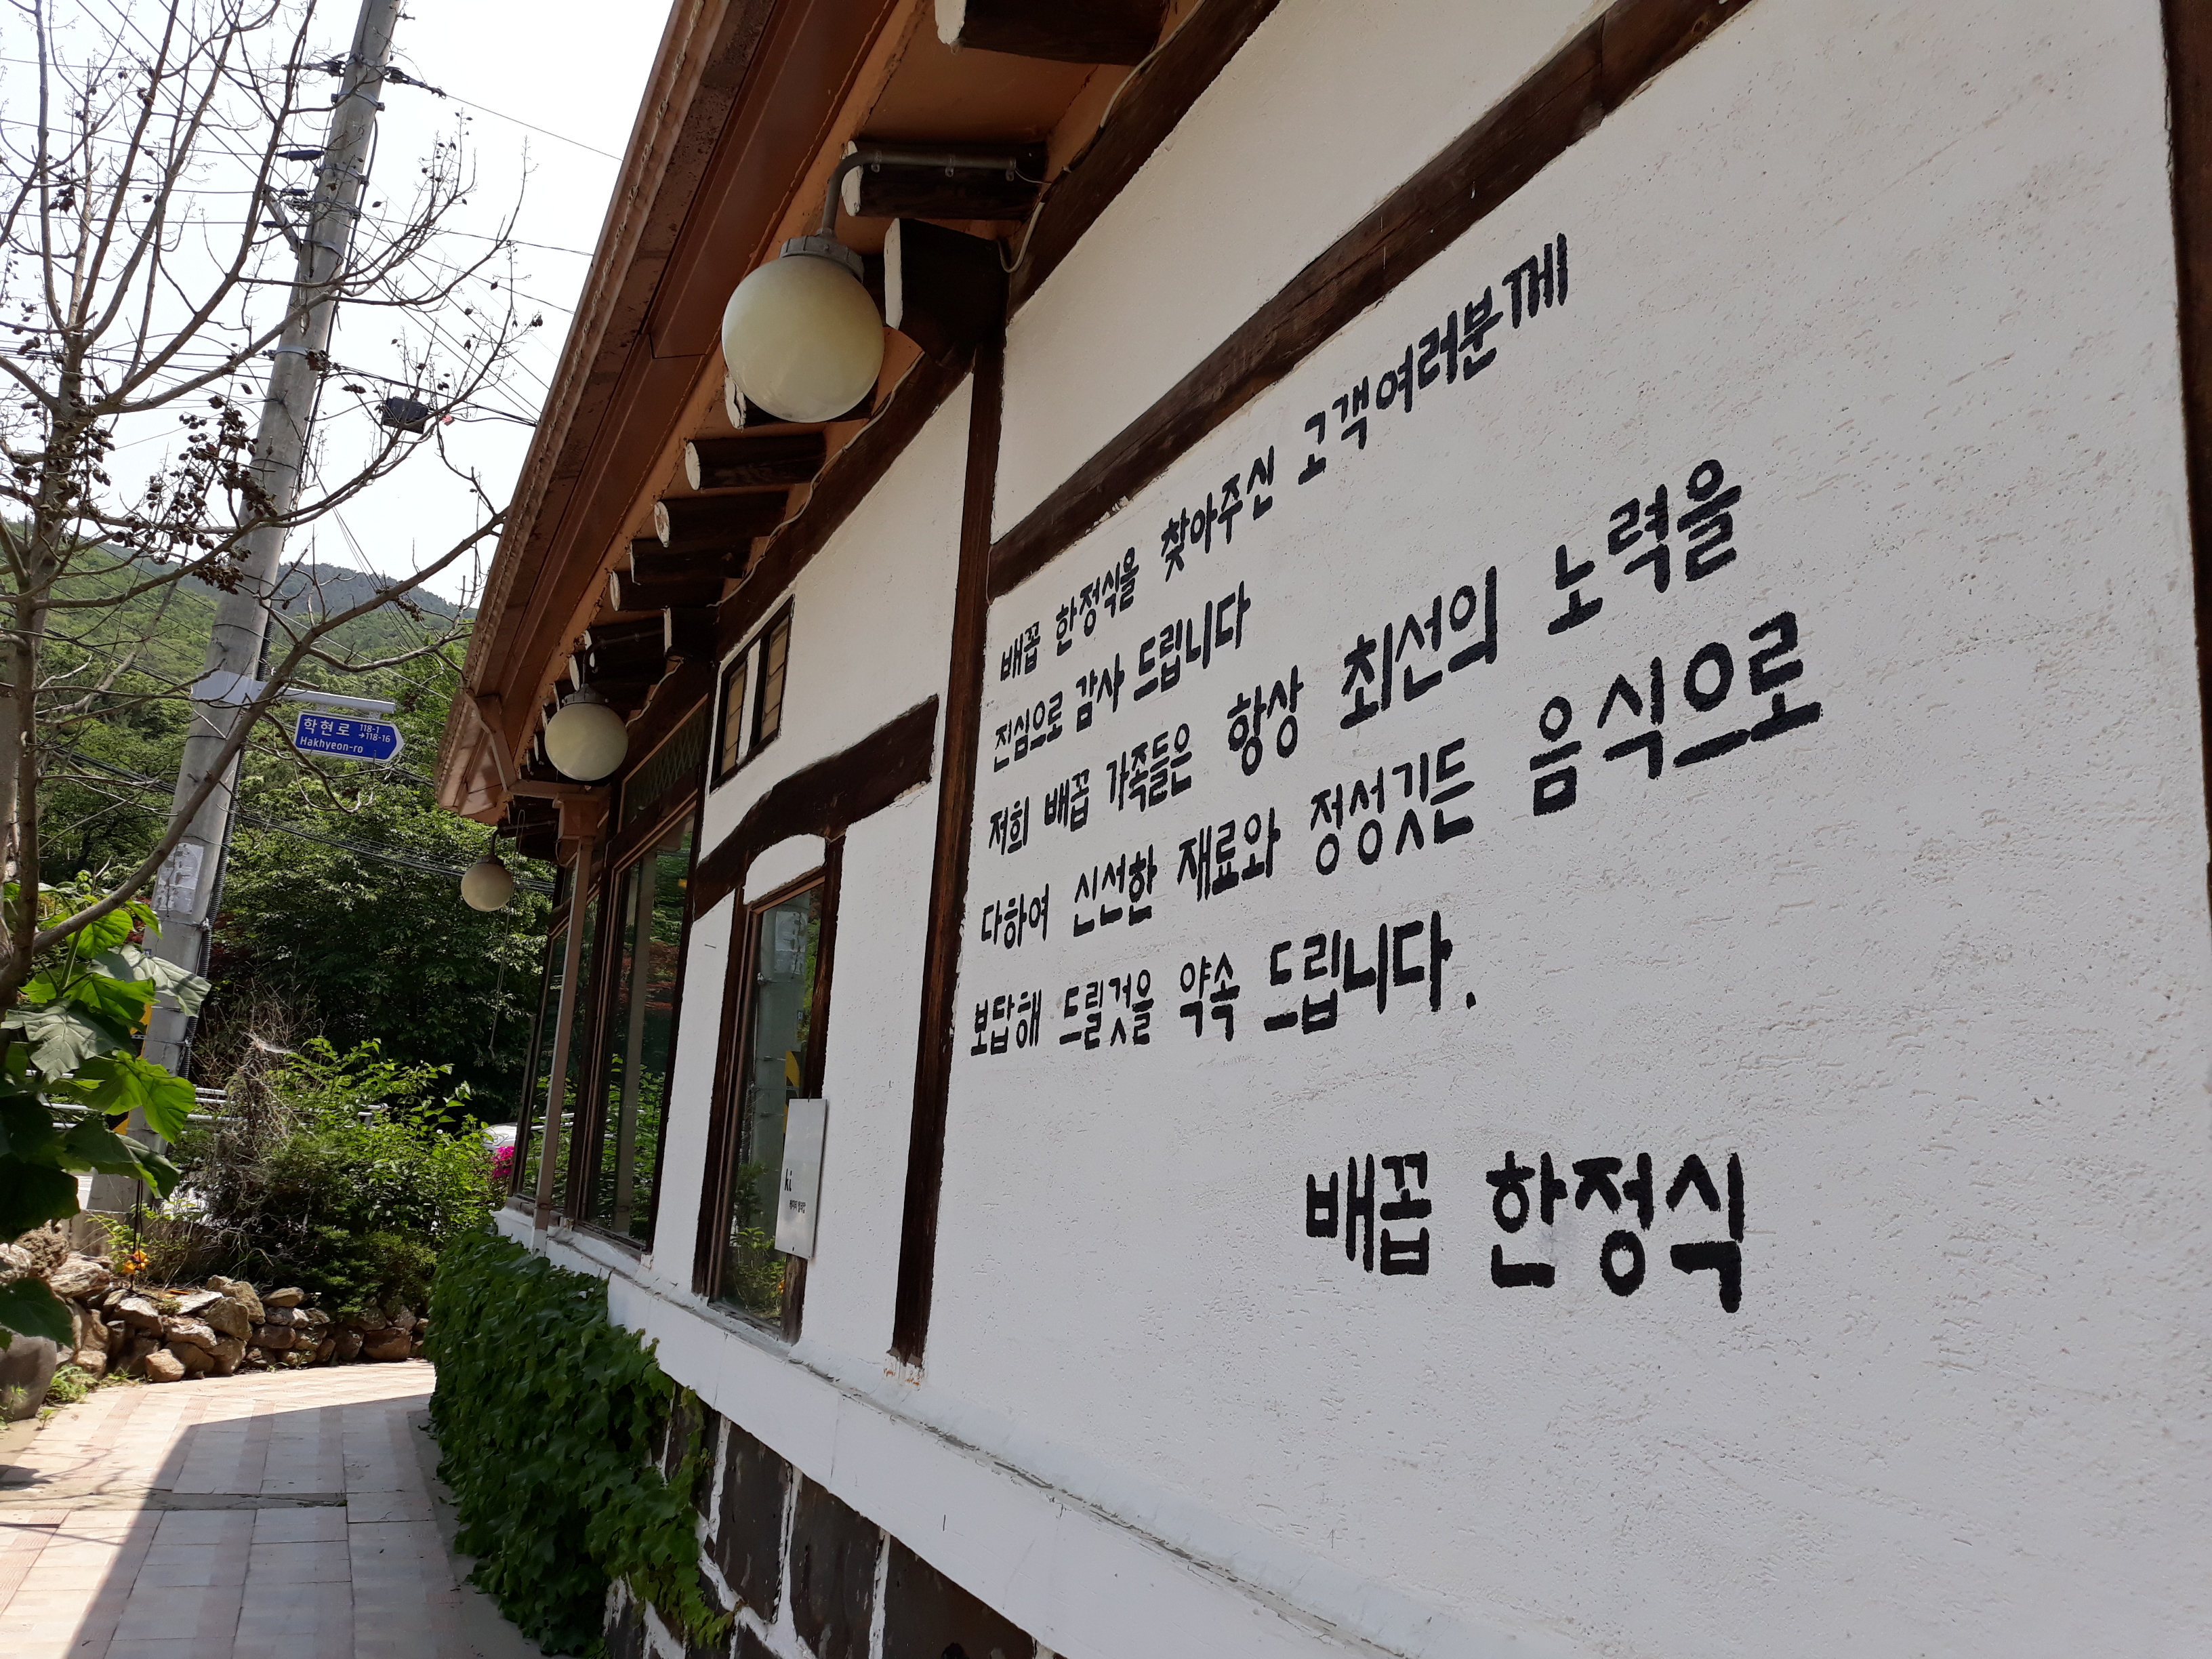 배꼽 한정식을 찾아주신 고객여러분께
진심으로 감사 드립니다
저희 배꼽 가족들은 항상 최선의 노력을
다하여 신선한 재료와 정성깃든 음식으로
보답해 드릴것을 약속 드립니다.
배꼽 한정식
학현로 118-1
→118-16
Hakhyeon-ro